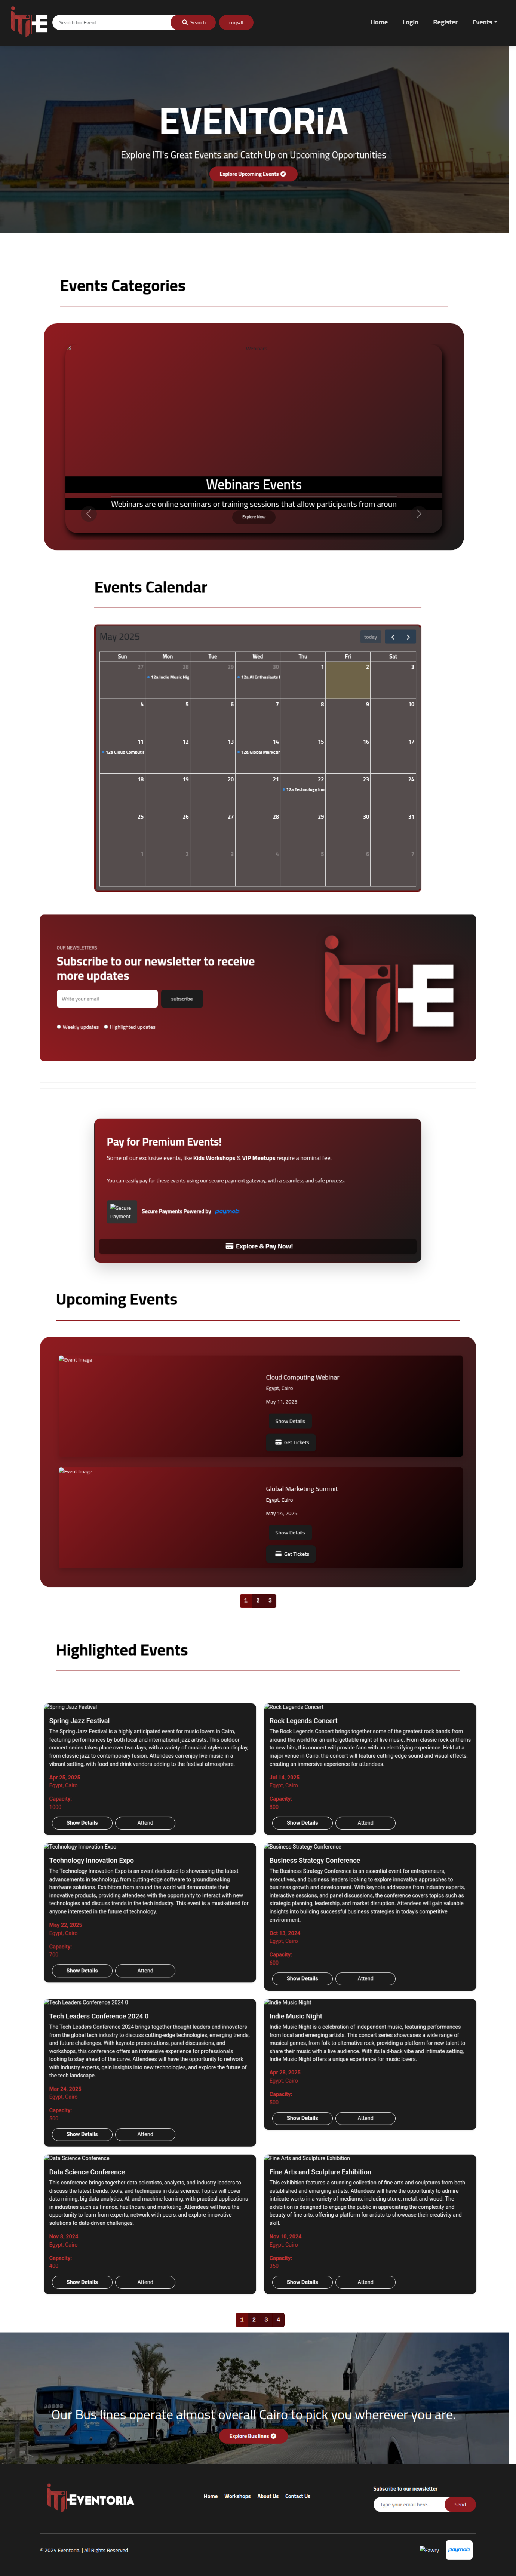 Search for Event...
Search
العربية
Home
Login
Register
Events
EVENTORiA
Explore ITI's Great Events and Catch Up on Upcoming Opportunities
Explore Upcoming Events
Events Categories
Webinars Events
Webinars are online seminars or training sessions that allow participants from aroun
Explore Now
Events Calendar
May 2025
today
Sun Mon Tue Wed Thu Fri Sat
27 28 29 30 1 2 3
12a Indie Music Nig
12a AI Enthusiasts
4 5 6 7 8 9 10
11 12 13 14 15 16 17
12a Cloud Computin
12a Global Marketin
18 19 20 21 22 23 24
12a Technology Inn
25 26 27 28 29 30 31
1 2 3 4 5 6 7
OUR NEWSLETTERS
Subscribe to our newsletter to receive
more updates
Write your email
subscribe
Weekly updates
Highlighted updates
Pay for Premium Events!
Some of our exclusive events, like Kids Workshops & VIP Meetups require a nominal fee.
You can easily pay for these events using our secure payment gateway, with a seamless and safe process.
Secure
Payment
Secure Payments Powered by
paymob
Explore & Pay Now!
Upcoming Events
Event Image
Cloud Computing Webinar
Egypt, Cairo
May 11, 2025
Show Details
Get Tickets
Event Image
Global Marketing Summit
Egypt, Cairo
May 14, 2025
Show Details
Get Tickets
1 2 3
Highlighted Events
Spring Jazz Festival
Spring Jazz Festival
The Spring Jazz Festival is a highly anticipated event for music lovers in Cairo,
featuring performances by both local and international jazz artists. This outdoor
concert series takes place over two days, with a variety of musical styles on display,
from classic jazz to contemporary fusion. Attendees can enjoy live music in a
vibrant setting, with food and drink vendors adding to the festival atmosphere.
Apr 25, 2025
Egypt, Cairo
Capacity:
1000
Show Details
Attend
Rock Legends Concert
Rock Legends Concert
The Rock Legends Concert brings together some of the greatest rock bands from
around the world for an unforgettable night of live music. From classic rock anthems
to new hits, this concert will provide fans with an electrifying experience. Held at a
major venue in Cairo, the concert will feature cutting-edge sound and visual effects,
creating an immersive experience for attendees.
Jul 14, 2025
Egypt, Cairo
Capacity:
800
Show Details
Attend
Technology Innovation Expo
Technology Innovation Expo
The Technology Innovation Expo is an event dedicated to showcasing the latest
advancements in technology, from cutting-edge software to groundbreaking
hardware solutions. Exhibitors from around the world will demonstrate their
innovative products, providing attendees with the opportunity to interact with new
technologies and discuss trends in the tech industry. This event is a must-attend for
anyone interested in the future of technology.
May 22, 2025
Egypt, Cairo
Capacity:
700
Show Details
Attend
Business Strategy Conference
Business Strategy Conference
The Business Strategy Conference is an essential event for entrepreneurs,
executives, and business leaders looking to explore innovative approaches to
business growth and development. With keynote addresses from industry experts,
interactive sessions, and panel discussions, the conference covers topics such as
strategic planning, leadership, and market disruption. Attendees will gain valuable
insights into building successful business strategies in today's competitive
environment.
Oct 13, 2024
Egypt, Cairo
Capacity:
600
Show Details
Attend
Tech Leaders Conference 2024 0
Tech Leaders Conference 2024 0
The Tech Leaders Conference 2024 brings together thought leaders and innovators
from the global tech industry to discuss cutting-edge technologies, emerging trends,
and future challenges. With keynote presentations, panel discussions, and
workshops, this conference offers an immersive experience for professionals
looking to stay ahead of the curve. Attendees will have the opportunity to network
with industry experts, gain insights into new technologies, and explore the future of
the tech landscape.
Mar 24, 2025
Egypt, Cairo
Capacity:
500
Show Details
Attend
Indie Music Night
Indie Music Night
Indie Music Night is a celebration of independent music, featuring performances
from local and emerging artists. This concert series showcases a wide range of
musical genres, from folk to alternative rock, providing a platform for new talent to
share their music with a live audience. With its laid-back vibe and intimate setting,
Indie Music Night offers a unique experience for music lovers.
Apr 28, 2025
Egypt, Cairo
Capacity:
500
Show Details
Attend
Data Science Conference
Data Science Conference
This conference brings together data scientists, analysts, and industry leaders to
discuss the latest trends, tools, and techniques in data science. Topics will cover
data mining, big data analytics, AI, and machine learning, with practical applications
in industries such as finance, healthcare, and marketing. Attendees will have the
opportunity to learn from experts, network with peers, and explore innovative
solutions to data-driven challenges.
Nov 8, 2024
Egypt, Cairo
Capacity:
400
Show Details
Attend
Fine Arts and Sculpture Exhibition
Fine Arts and Sculpture Exhibition
This exhibition features a stunning collection of fine arts and sculptures from both
established and emerging artists. Attendees will have the opportunity to admire
intricate works in a variety of mediums, including stone, metal, and wood. The
exhibition is designed to engage the public in appreciating the complexity and
beauty of fine arts, offering a platform for artists to showcase their creativity and
skill.
Nov 10, 2024
Egypt, Cairo
Capacity:
350
Show Details
Attend
1 2 3 4
Our Bus lines operate almost overall Cairo to pick you wherever you are.
Explore Bus lines
EVENTORiA
Home
Workshops
About Us
Contact Us
Subscribe to our newsletter
Type your email here...
Send
© 2024 Eventoria. | All Rights Reserved
Fawry
paymob